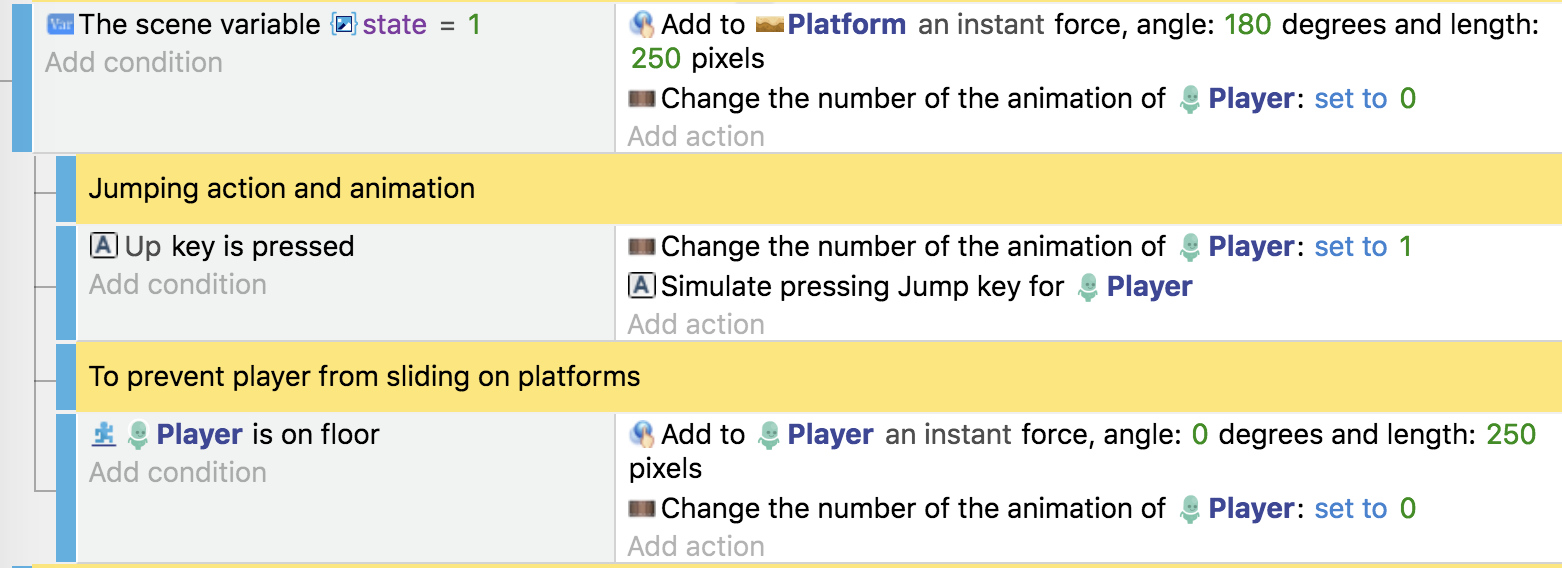 Var The scene variable state = 1
Add condition
Add to Platform an instant force, angle: 180 degrees and length:
250 pixels
Change the number of the animation of Player: set to 0
Add action
Jumping action and animation
A Up key is pressed
Add condition
Change the number of the animation of Player: set to 1
A Simulate pressing Jump key for Player
Add action
To prevent player from sliding on platforms
Player is on floor
Add condition
Add to Player an instant force, angle: 0 degrees and length: 250
pixels
Change the number of the animation of Player: set to 0
Add action